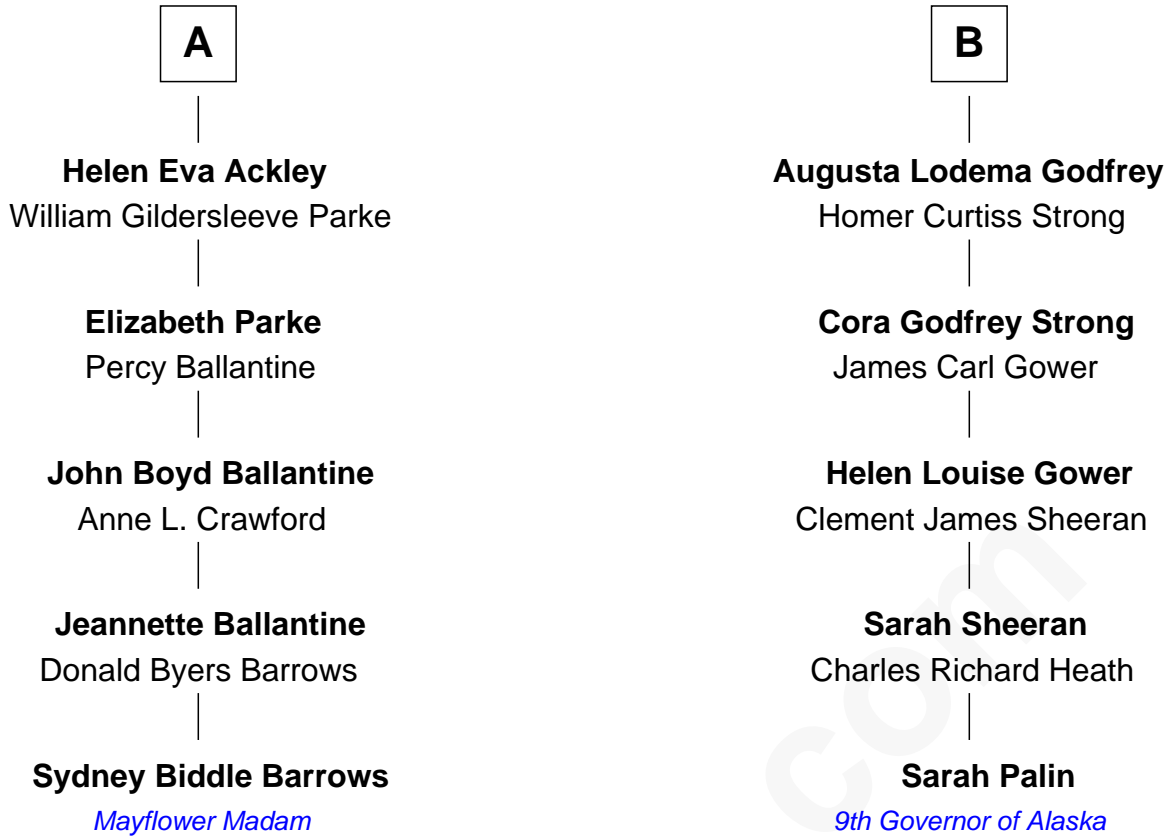 A
Helen Eva Ackley
William Gildersleeve Parke
Elizabeth Parke
Percy Ballantine
John Boyd Ballantine
Anne L. Crawford
Jeannette Ballantine
Donald Byers Barrows
Sydney Biddle Barrows
Mayflower Madam
B
Augusta Lodema Godfrey
Homer Curtiss Strong
Cora Godfrey Strong
James Carl Gower
Helen Louise Gower
Clement James Sheeran
Sarah Sheeran
Charles Richard Heath
Sarah Palin
9th Governor of Alaska
com